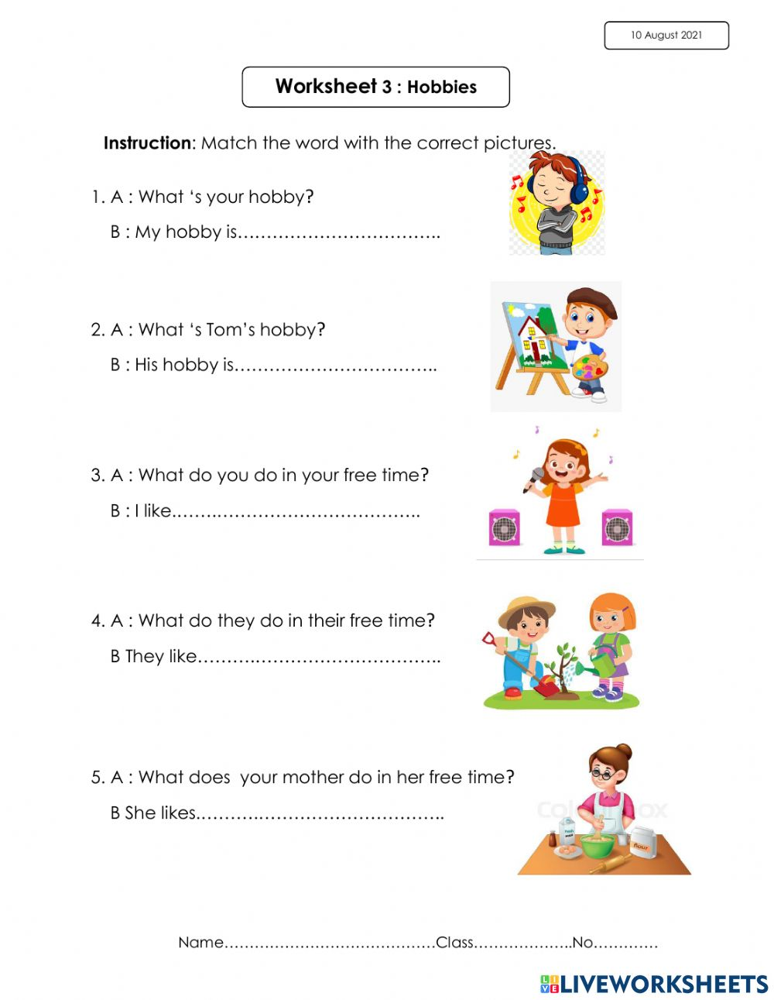 10 August 2021
Worksheet 3 : Hobbies
Instruction: Match the word with the correct pictures.
1. A : What ‘s your hobby?
B : My hobby is……………………………..
2. A : What ‘s Tom’s hobby?
B : His hobby is……………………………..
3. A : What do you do in your free time?
B : I like……..…………………………….
4. A : What do they do in their free time?
B They like……….…………………………..
5. A : What does  your mother do in her free time?
B She likes……….…………………………..
flour
Name……………………………………Class………………..No………….
LIVE LIVEWORKSHEETS